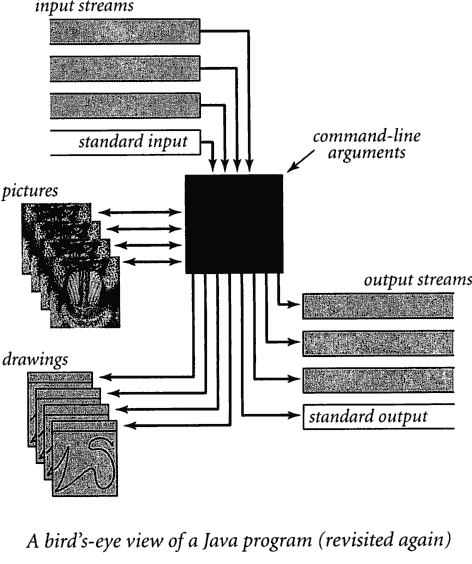 input streams
standard input
command-line
arguments
pictures
output streams
drawings
standard output
A bird's-eye view of a Java program (revisited again)